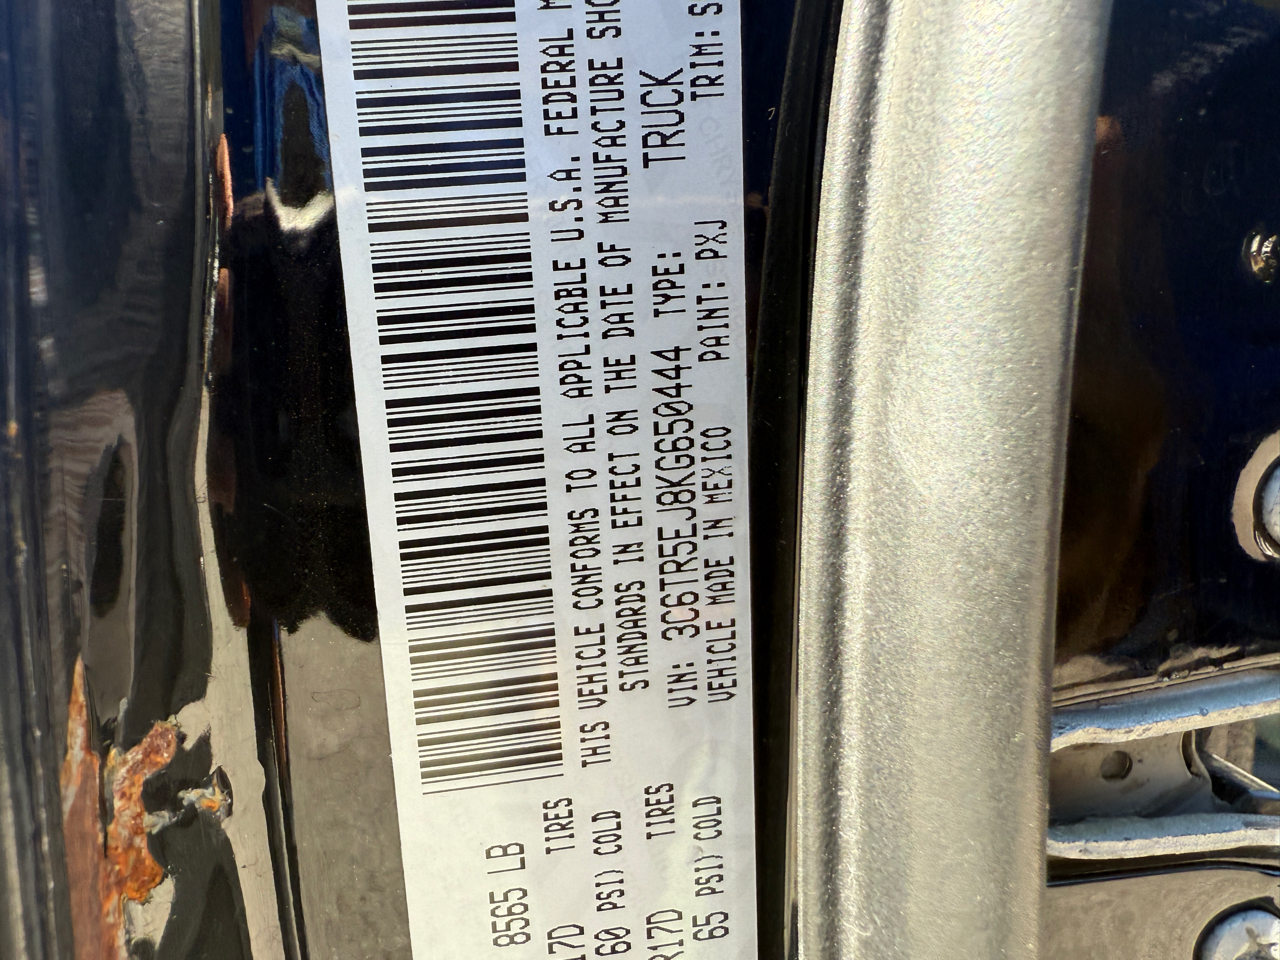 8565 LB
17D TIRES
60 PSI) COLD
R17D TIRES
65 PSI) COLD
THIS VEHICLE CONFORMS TO ALL APPLICABLE U.S.A. FEDERAL
STANDARDS IN EFFECT ON THE DATE OF MANUFACTURE
VIN: 3C6TR5EJ8KG650444 TYPE: TRUCK
VEHICLE MADE IN MEXICO PAINT: PXJ TRIM: